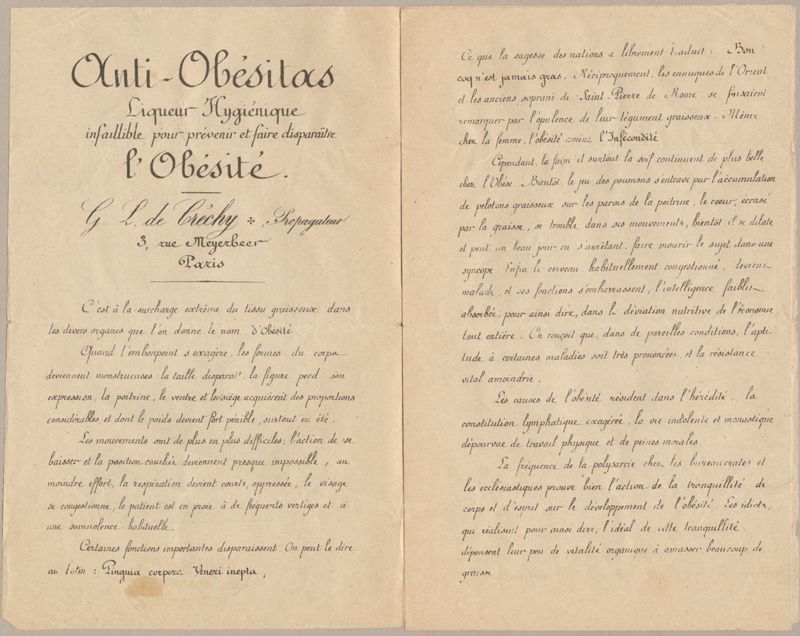 Anti-Obésitas
Liqueur Hygiénique
infaillible pour prévenir et faire disparaître
l'Obésité.
G. L. de Créchy, Propagateur
3, rue Meyerbeer
Paris
C'est à la surcharge extrême du tissu graisseux dans
les divers organes que l'on donne le nom d'Obésité.
Quand l'embonpoint s'exagère, les formes du corps
deviennent monstrueuses; la taille disparaît, la figure perd son
expression, la poitrine, le ventre et le siège acquièrent des proportions
considérables, et dont le poids devient fort pénible, surtout en été.
Les mouvements sont de plus en plus difficiles; l'action de se
baisser et la position couchée deviennent presque impossible, au
moindre effort, la respiration devient courte, oppressée, le visage
se congestionne, le patient est en proie à de fréquents vertiges et à
une somnolence habituelle.
Certaines fonctions importantes disparaissent. On peut le dire
au latin : Pinguia corpora Veneri inepta,
Ce que la sagesse des nations a librement traduit : Bon
coq n'est jamais gras. Réciproquement, les ennuques de l'Orient
et les anciens soprani de Saint-Pierre de Rome se faisaient
remarquer par l'opulence de leur tégument graisseux. Même
chez la femme, l'obésité amène l'Infécondité
Cependant, la faim et surtout la soif continuent de plus belle
chez l'Obèse. Bientôt, le jeu des poumons s'entrave par l'accumulation
de pelotons graisseux sur les parois de la poitrine, le coeur, écrasé
par la graisse, se trouble dans ses mouvements, bientôt il se dilate
et peut un beau jour en s'arrêtant, faire mourir le sujet dans une
syncope. Enfin le cerveau habituellement congestionné, devient
malade, et ses fonctions s'embarrassent, l'intelligence faiblit
absorbée, pour ainsi dire, dans la déviation nutritive de l'économie
tout entière. On conçoit que, dans de pareilles conditions, l'apti-
tude à certaines maladies soit très prononcées et la résistance
vital amoindrie.
Les causes de l'obésité résident dans l'hérédité, la
constitution lymphatique exagérée, la vie indolente et monastique
dépourvue de travail physique et de peines morales.
La fréquence de la polysarcie chez les bureaucrates et
les ecclésiastiques prouve bien l'action de la tranquillité de
corps et d'esprit sur le développement de l'obésité. Les idiots,
qui réalisent pour ainsi dire, l'idéal de cette tranquillité
dépensent leur peu de vitalité organique à amasser beaucoup de
graisse